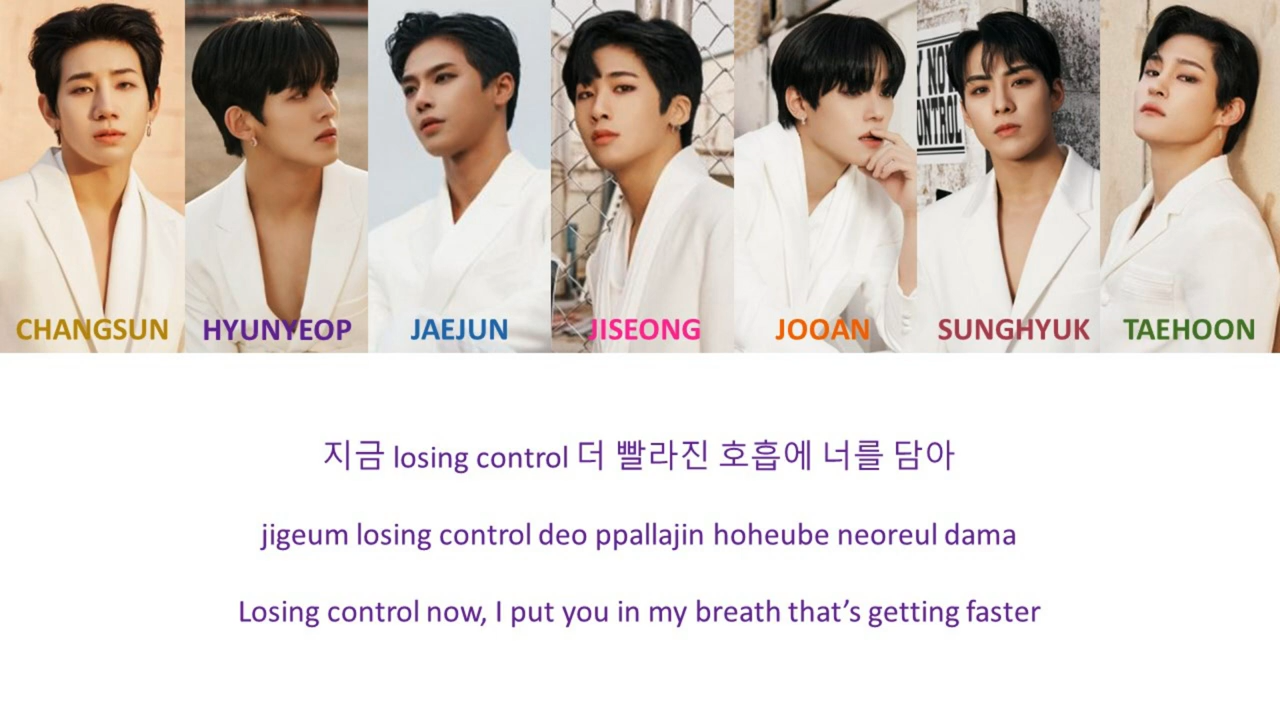 Y NOT
ONTROL
CHANGSUN HYUNYEOP JAEJUN JISEONG JOOAN SUNGHYUK TAEHOON
지금 losing control 더 빨라진 호흡에 너를 담아
jigeum losing control deo ppallajin hoheube neoreul dama
Losing control now, I put you in my breath that’s getting faster